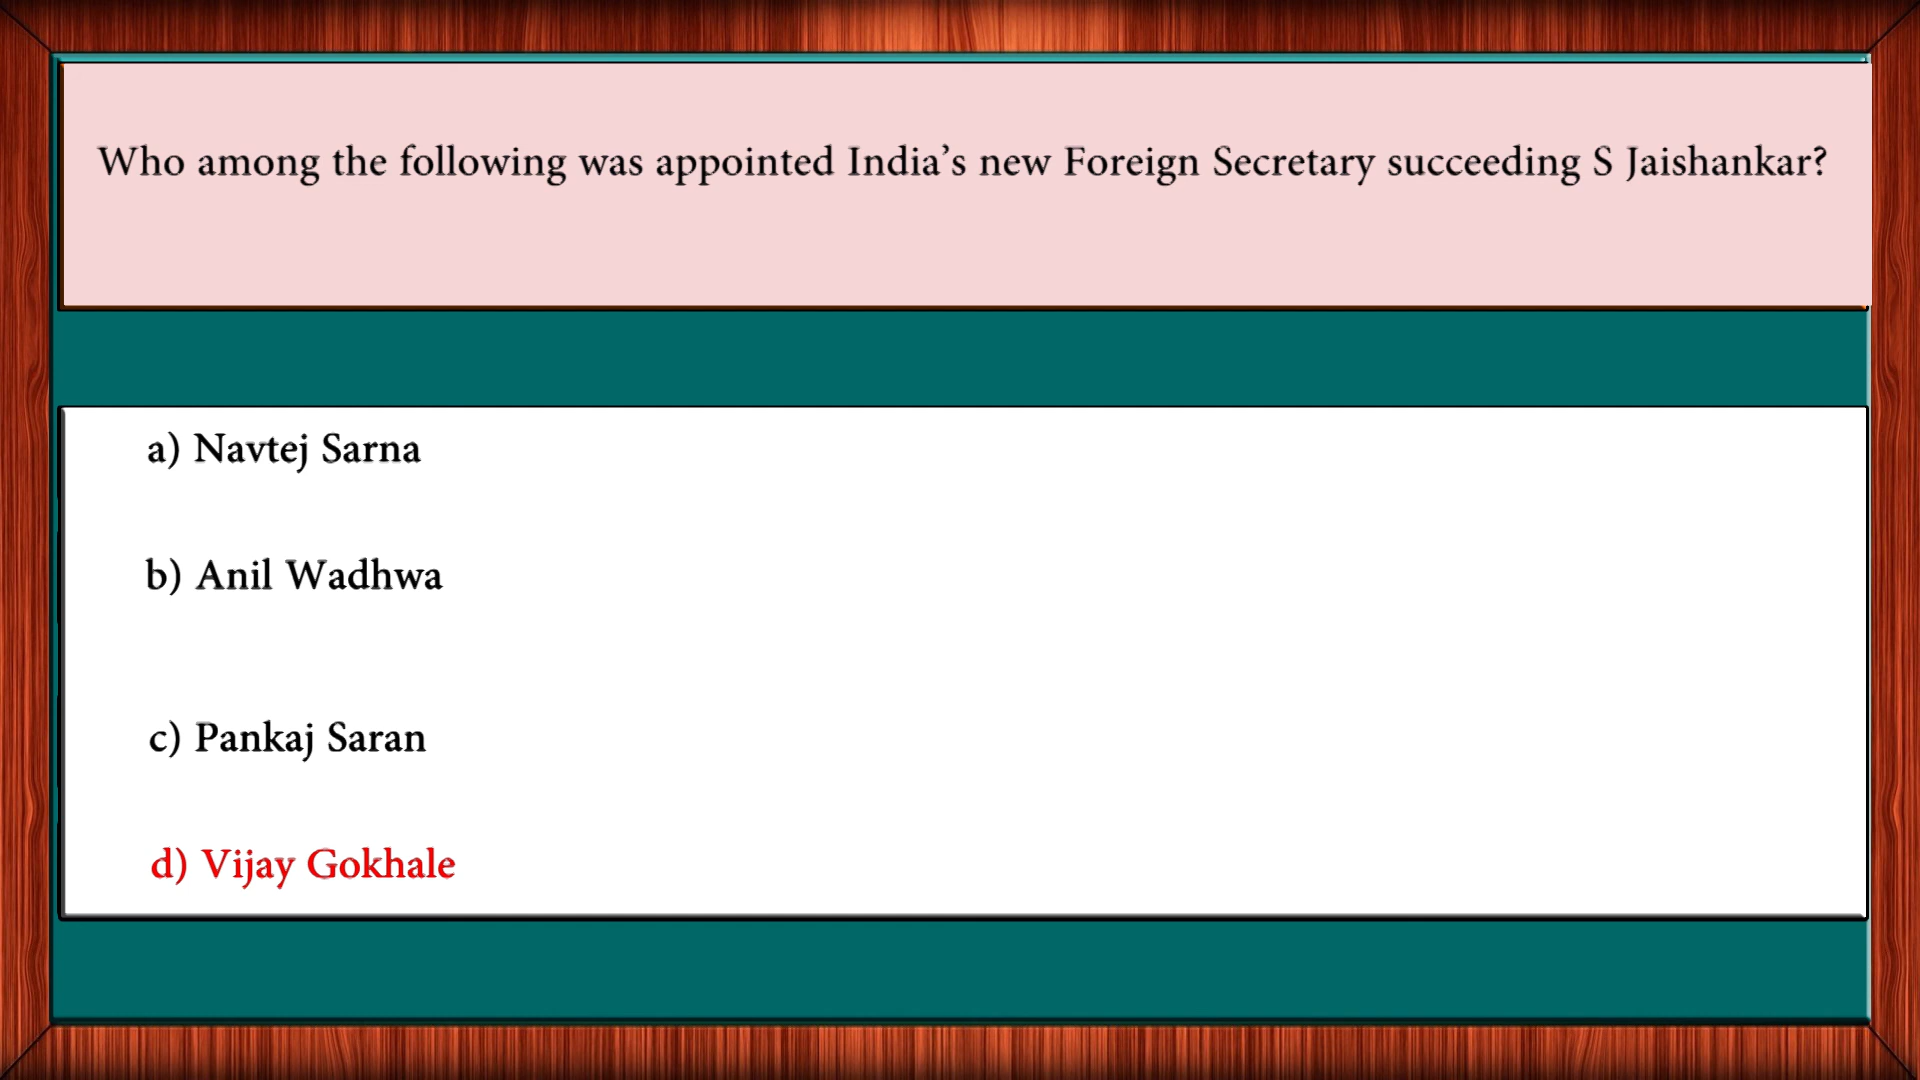 Who among the following was appointed India’s new Foreign Secretary succeeding S Jaishankar?
a) Navtej Sarna
b) Anil Wadhwa
c) Pankaj Saran
d) Vijay Gokhale